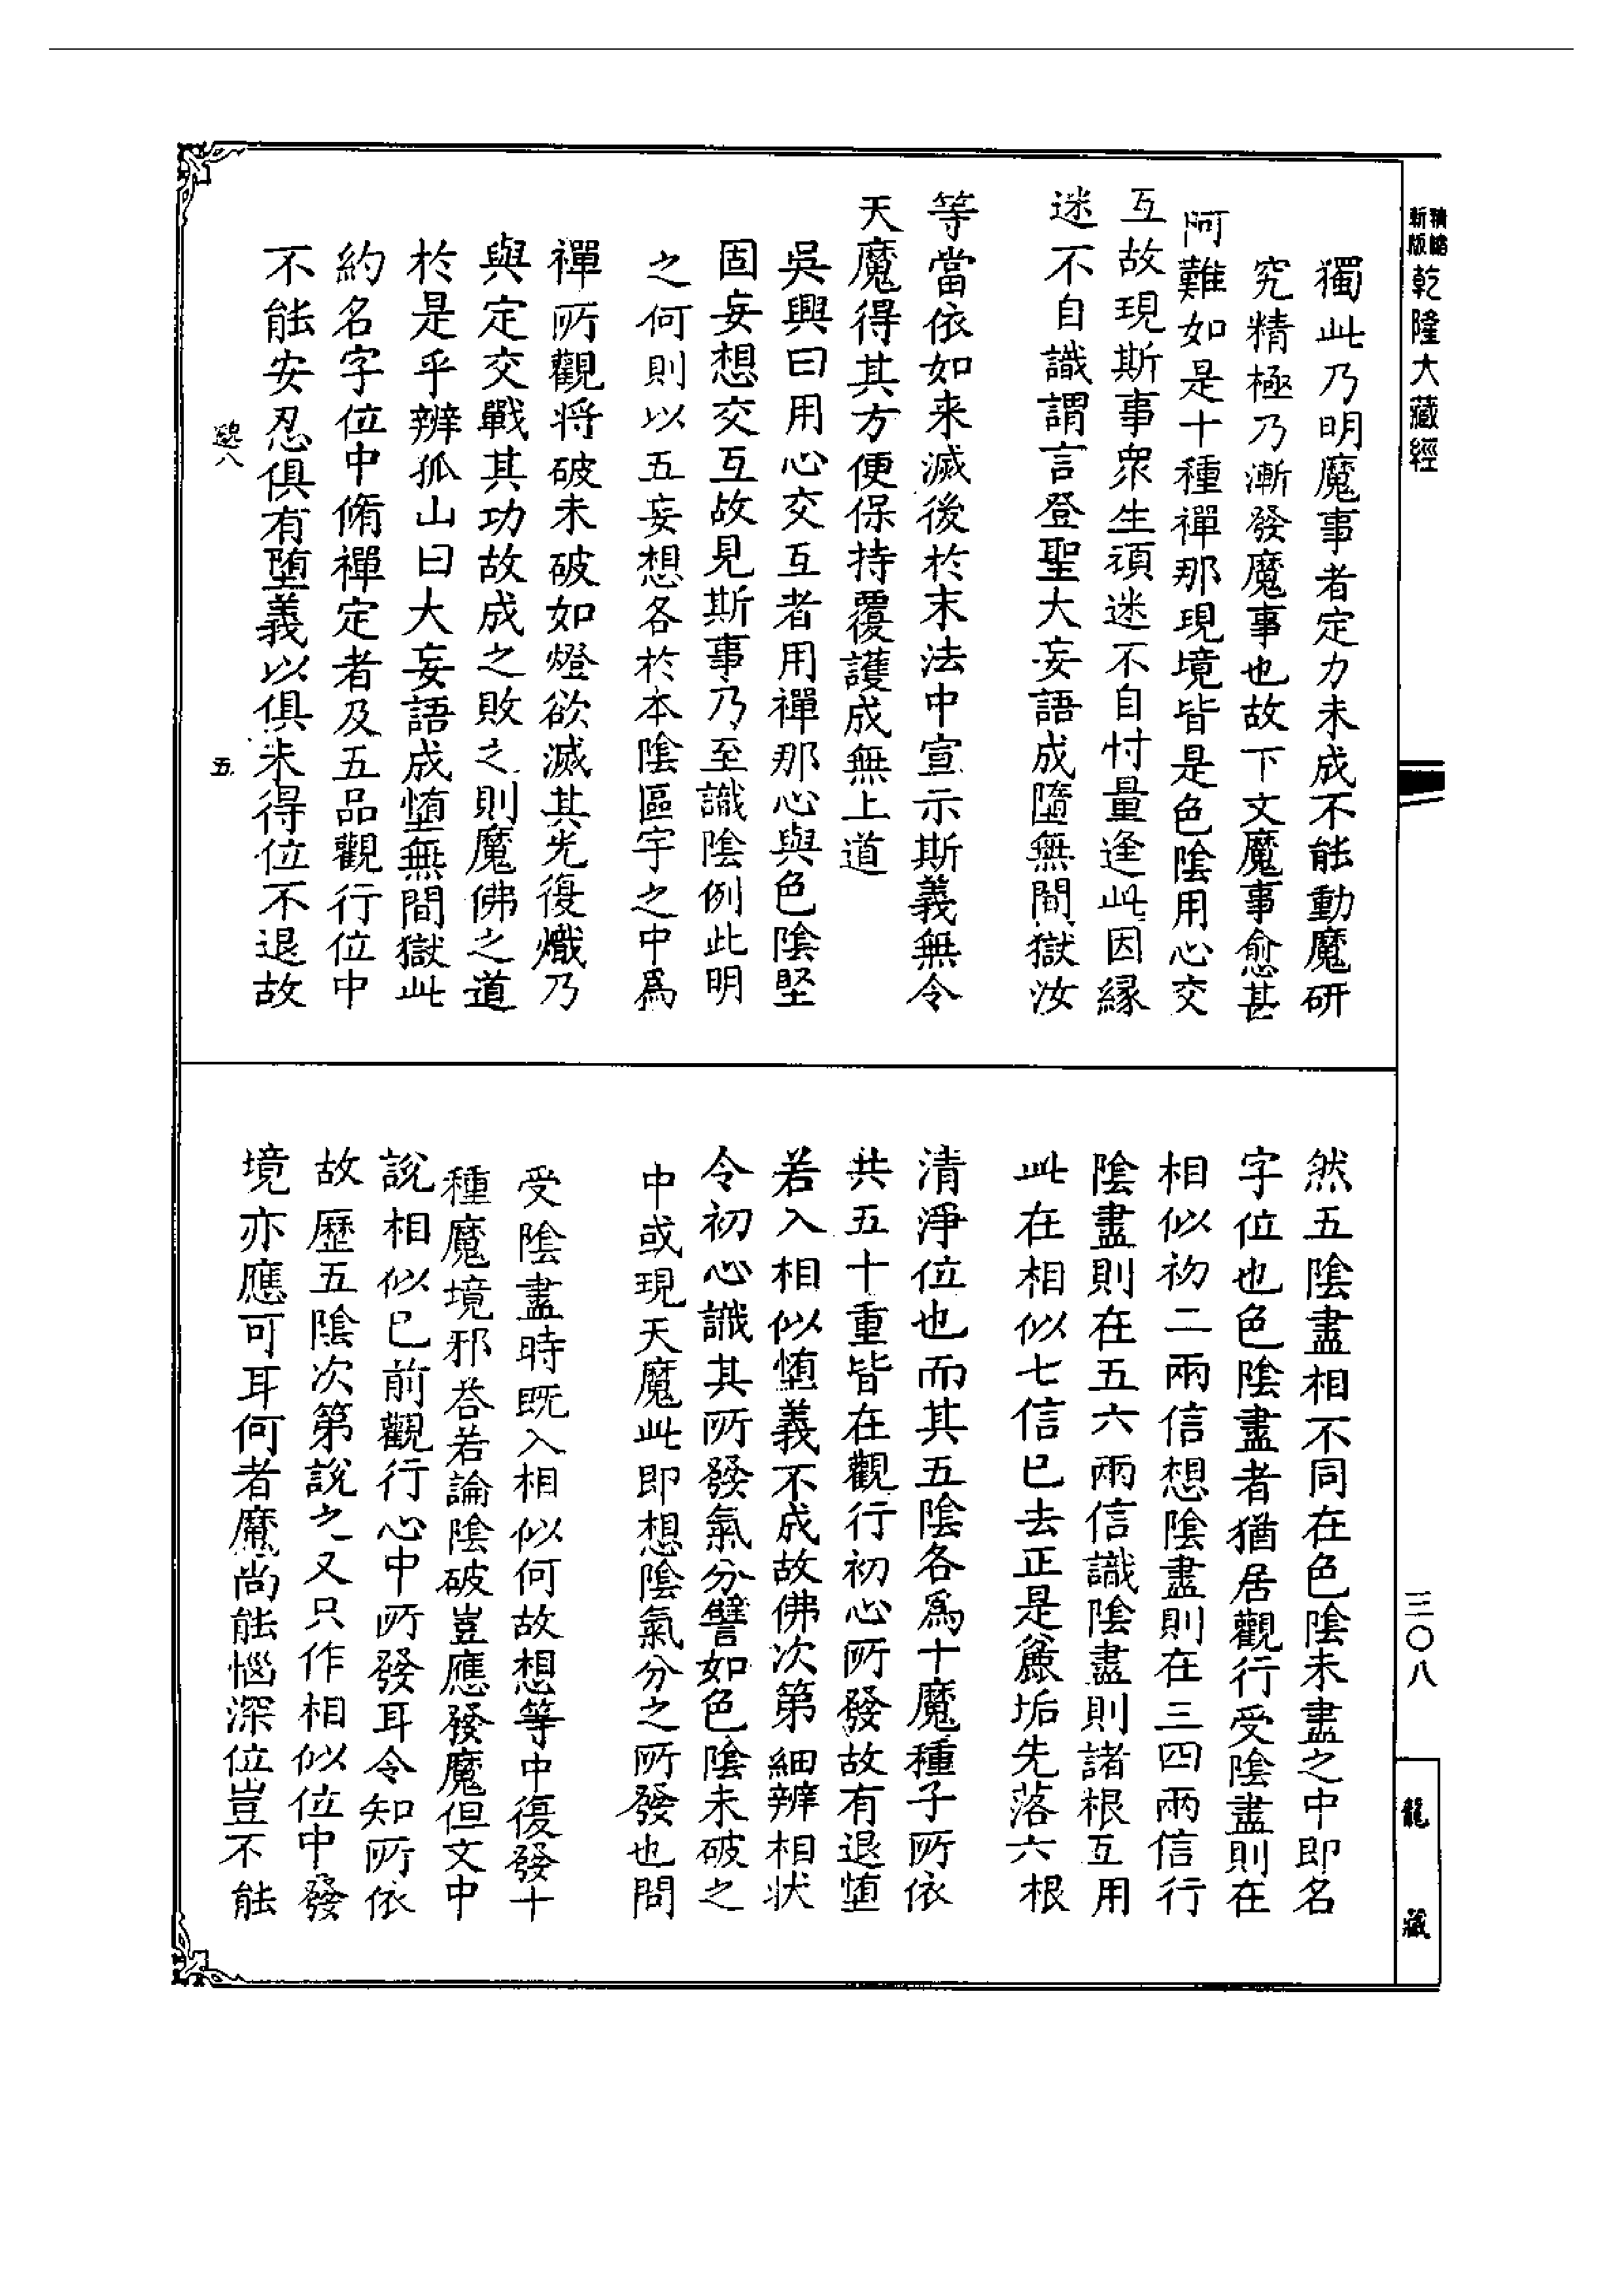 精縮
新版
乾隆大藏經
獨此乃明魔事者定力未成不能動魔研
究精極乃漸發魔事也故下文魔事愈甚
阿難如是十種禪那現境皆是色陰用心交
互故現斯事眾生頑迷不自忖量逢此因緣
迷不自識謂言登聖大妄語成墮無間獄汝
等當依如來滅後於末法中宣示斯義無令
天魔得其方便保持覆護成無上道
吳興曰用心交互者用禪那心與色陰堅
固妄想交互故見斯事乃至識陰例此明
之何則以五妄想各於本陰區宇之中為
禪所觀將破未破如燈欲滅其光復熾乃
與定交戰其功故成之敗之則魔佛之道
於是乎辨孤山曰大妄語成墮無間獄此
約名字位中脩禪定者及五品觀行位中
不能安忍俱有墮義以俱未得位不退故
八
五
然五陰盡相不同在色陰未盡之中即名
字位也色陰盡者猶居觀行受陰盡則在
相似初二兩信想陰盡則在三四兩信行
陰盡則在五六兩信識陰盡則諸根互用
此在相似七信已去正是麤垢先落六根
清淨位也而其五陰各為十魔種子所依
共五十重皆在觀行初心所發故有退墮
若入相似墮義不成故佛次第細辨相狀
令初心識其所發氣分譬如色陰未破之
中或現天魔此即想陰氣分之所發也問
受陰盡時既入相似何故想等中復發十
種魔境邪答若論陰破豈應發魔但文中
說相似已前觀行心中所發耳令知所依
故歷五陰次第說之又只作相似位中發
境亦應可耳何者魔尚能惱深位豈不能
三〇八
龍藏